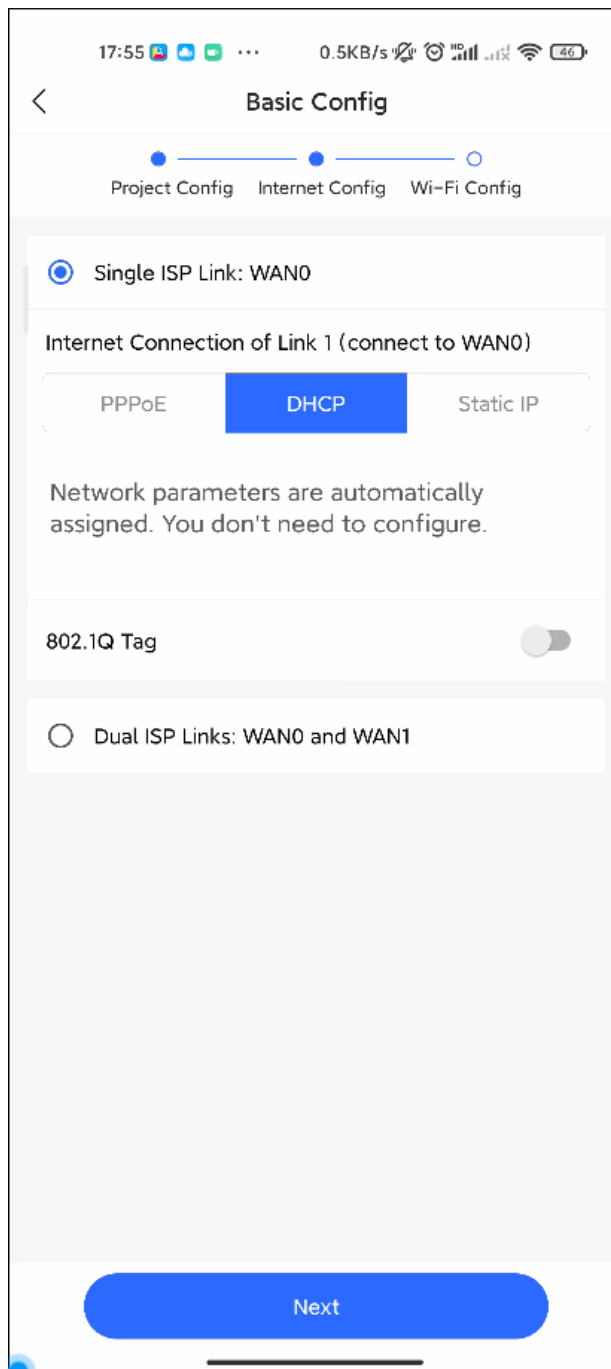 17:55 ... 0.5KB/s HD 46
Basic Config
Project Config Internet Config Wi-Fi Config
Single ISP Link: WAN0
Internet Connection of Link 1 (connect to WAN0)
PPPoE DHCP Static IP
Network parameters are automatically
assigned. You don't need to configure.
802.1Q Tag
Dual ISP Links: WAN0 and WAN1
Next